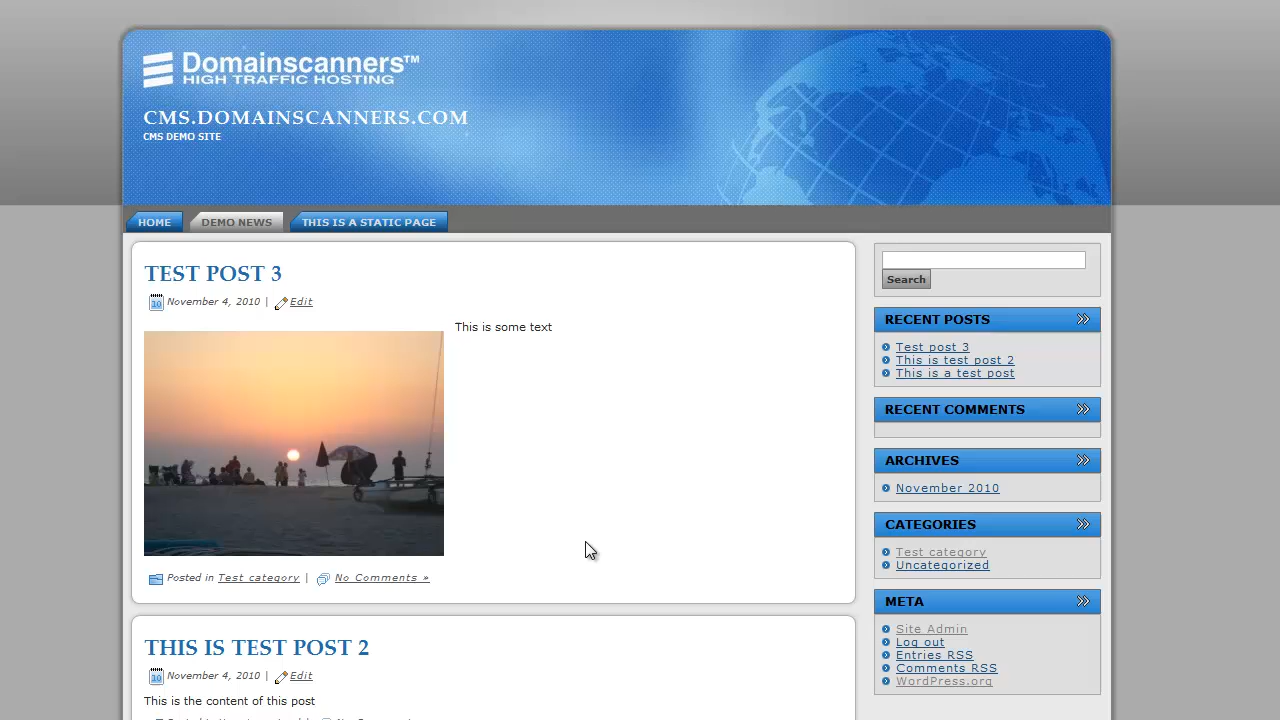 Domainscanners™
HIGH TRAFFIC HOSTING
CMS.DOMAINSCANNERS.COM
CMS DEMO SITE
HOME
DEMO NEWS
THIS IS A STATIC PAGE
TEST POST 3
10 November 4, 2010 | Edit
This is some text
Posted in Test category | No Comments »
THIS IS TEST POST 2
10 November 4, 2010 | Edit
This is the content of this post
Search
RECENT POSTS
Test post 3
This is test post 2
This is a test post
RECENT COMMENTS
ARCHIVES
November 2010
CATEGORIES
Test category
Uncategorized
META
Site Admin
Log out
Entries RSS
Comments RSS
WordPress.org